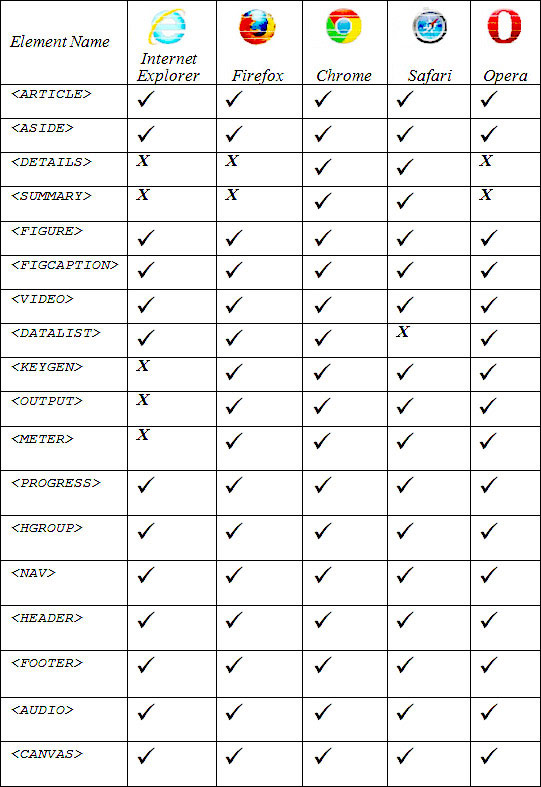 Element Name
Internet
Explorer Firefox Chrome Safari Opera
<ARTICLE> ✓ ✓ ✓ ✓ ✓
<ASIDE> ✓ ✓ ✓ ✓ ✓
<DETAILS> X X ✓ ✓ X
<SUMMARY> X X ✓ ✓ X
<FIGURE> ✓ ✓ ✓ ✓ ✓
<FIGCAPTION> ✓ ✓ ✓ ✓ ✓
<VIDEO> ✓ ✓ ✓ ✓ ✓
<DATALIST> ✓ ✓ ✓ X ✓
<KEYGEN> X ✓ ✓ ✓ ✓
<OUTPUT> X ✓ ✓ ✓ ✓
<METER> X ✓ ✓ ✓ ✓
<PROGRESS> ✓ ✓ ✓ ✓ ✓
<HGROUP> ✓ ✓ ✓ ✓ ✓
<NAV> ✓ ✓ ✓ ✓ ✓
<HEADER> ✓ ✓ ✓ ✓ ✓
<FOOTER> ✓ ✓ ✓ ✓ ✓
<AUDIO> ✓ ✓ ✓ ✓ ✓
<CANVAS> ✓ ✓ ✓ ✓ ✓